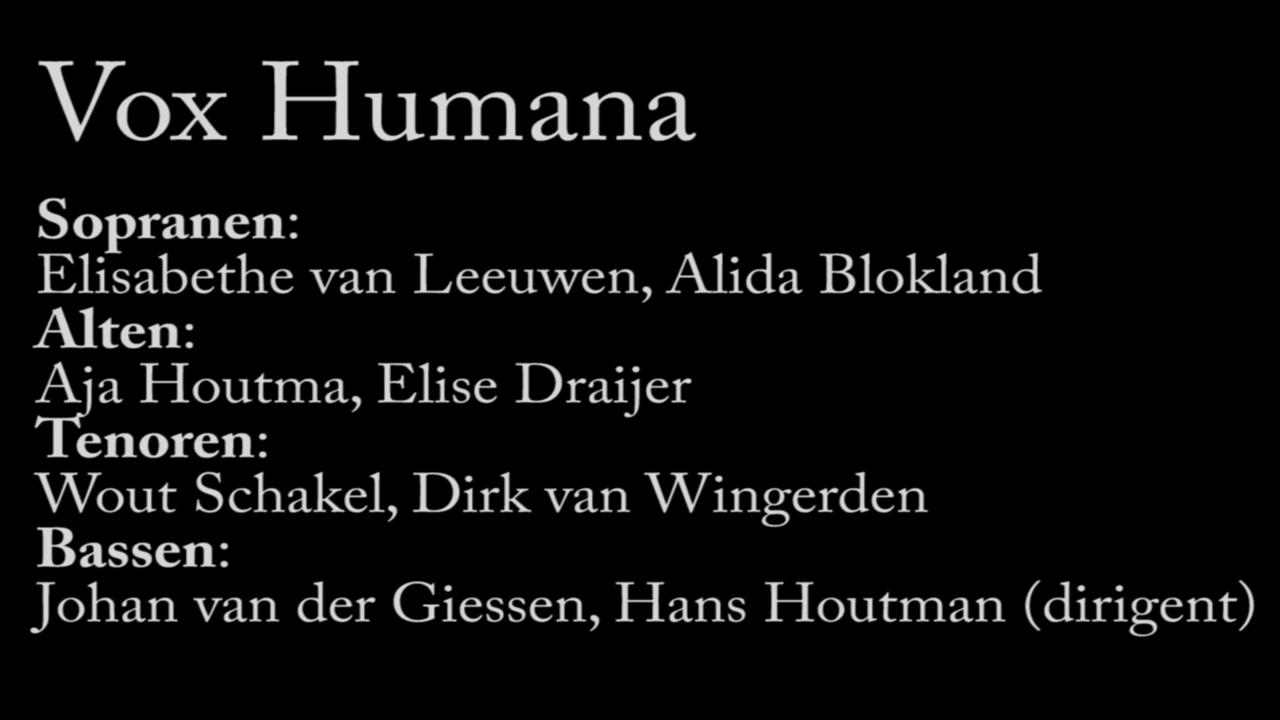 Vox Humana
Sopranen:
Elisabethe van Leeuwen, Alida Blokland
Alten:
Aja Houtma, Elise Draijer
Tenoren:
Wout Schakel, Dirk van Wingerden
Bassen:
Johan van der Giessen, Hans Houtman (dirigent)